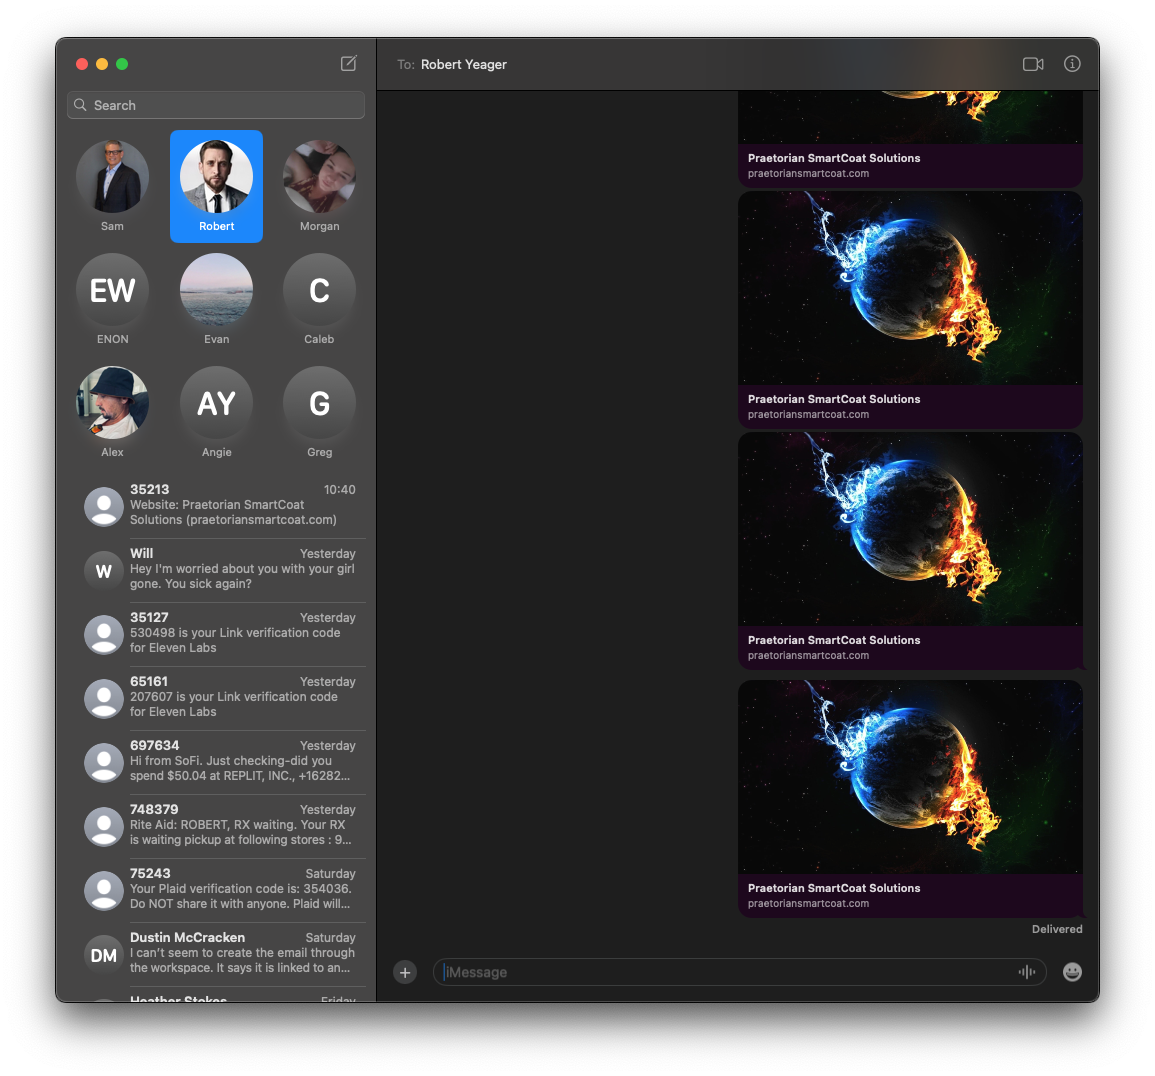 To: Robert Yeager
Search
Sam
Robert
Morgan
EW
ENON
Evan
C
Caleb
Alex
AY
Angie
G
Greg
35213 10:40
Website: Praetorian SmartCoat
Solutions (praetoriansmartcoat.com)
W
Will Yesterday
Hey I'm worried about you with your girl
gone. You sick again?
35127 Yesterday
530498 is your Link verification code
for Eleven Labs
65161 Yesterday
207607 is your Link verification code
for Eleven Labs
697634 Yesterday
Hi from SoFi. Just checking-did you
spend $50.04 at REPLIT, INC., +16282...
748379 Yesterday
Rite Aid: ROBERT, RX waiting. Your RX
is waiting pickup at following stores : 9...
75243 Saturday
Your Plaid verification code is: 354036.
Do NOT share it with anyone. Plaid will...
DM
Dustin McCracken Saturday
I can't seem to create the email through
the workspace. It says it is linked to an...
Heather Stokes Friday
Praetorian SmartCoat Solutions
praetoriansmartcoat.com
Praetorian SmartCoat Solutions
praetoriansmartcoat.com
Praetorian SmartCoat Solutions
praetoriansmartcoat.com
Praetorian SmartCoat Solutions
praetoriansmartcoat.com
Delivered
iMessage